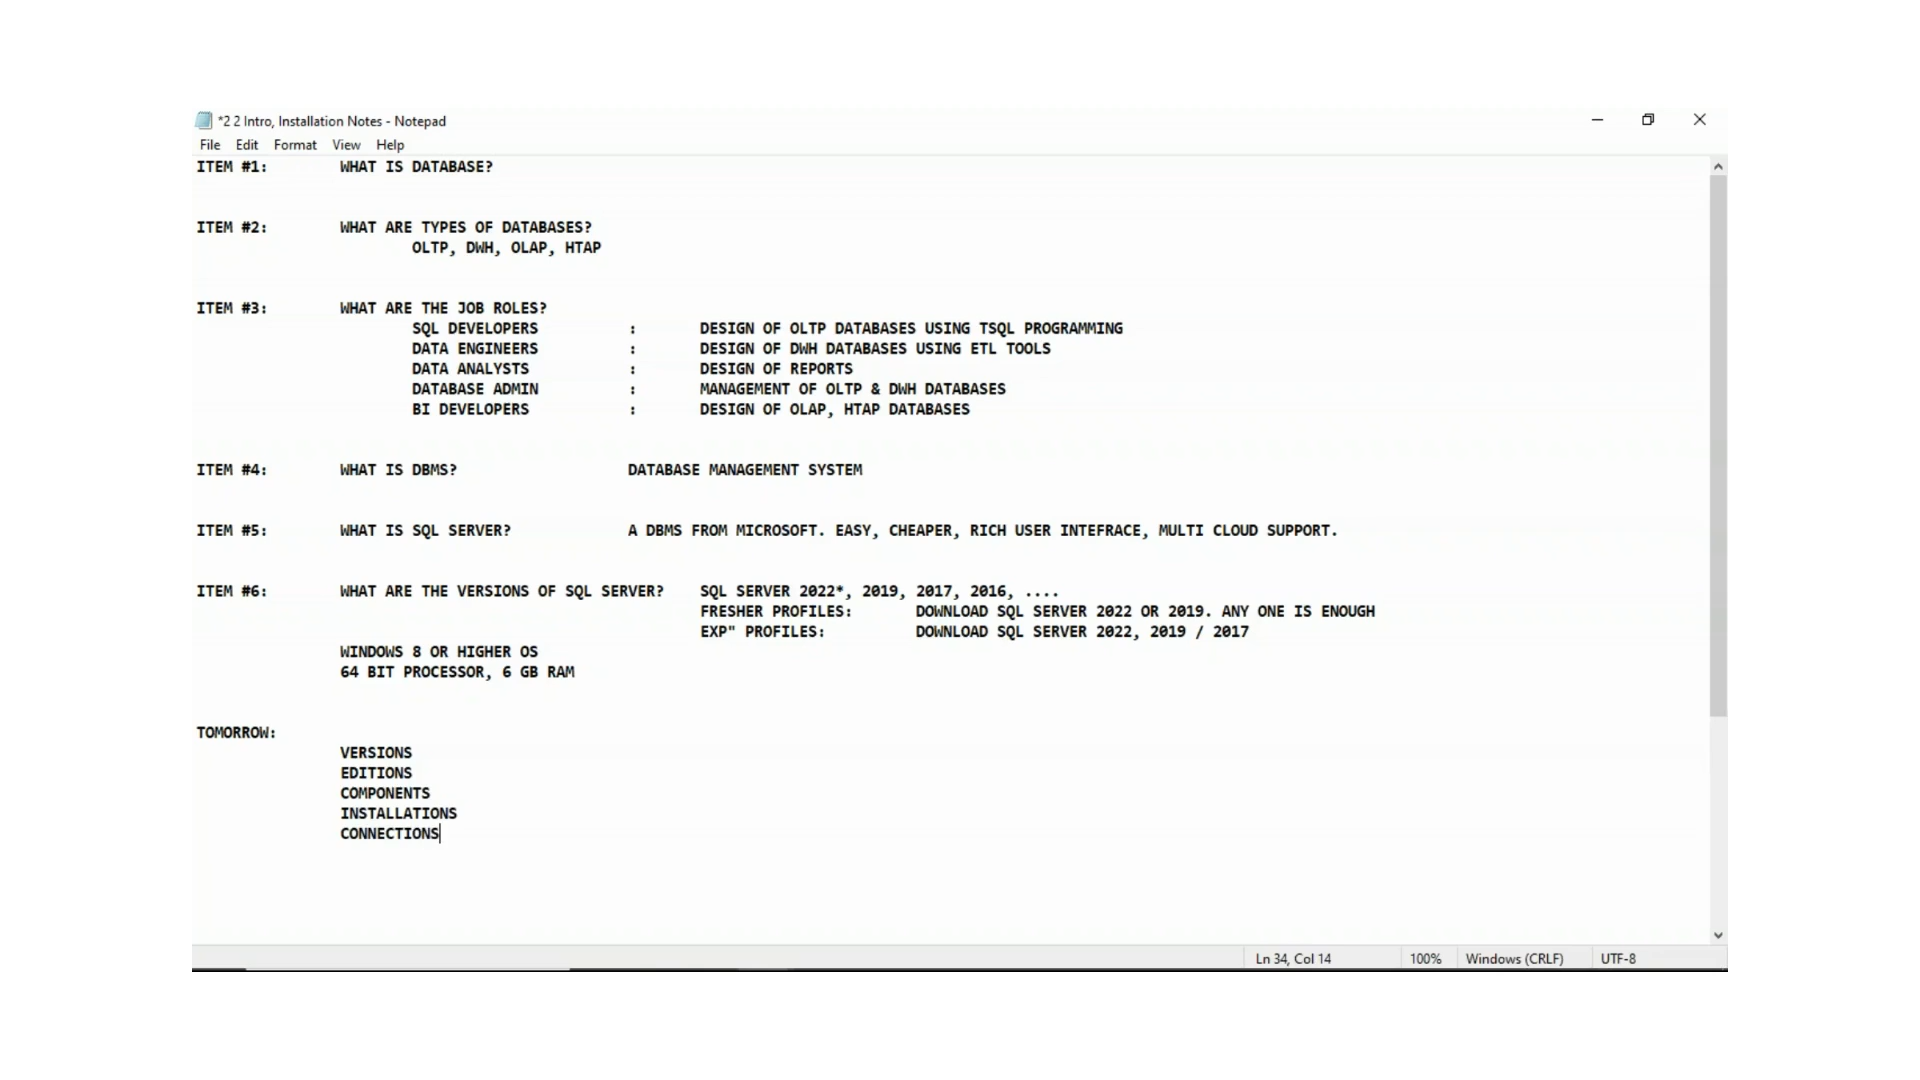 *2 2 Intro, Installation Notes - Notepad
File Edit Format View Help
ITEM #1: WHAT IS DATABASE?
ITEM #2: WHAT ARE TYPES OF DATABASES?
OLTP, DWH, OLAP, HTAP
ITEM #3: WHAT ARE THE JOB ROLES?
SQL DEVELOPERS : DESIGN OF OLTP DATABASES USING TSQL PROGRAMMING
DATA ENGINEERS : DESIGN OF DWH DATABASES USING ETL TOOLS
DATA ANALYSTS : DESIGN OF REPORTS
DATABASE ADMIN : MANAGEMENT OF OLTP & DWH DATABASES
BI DEVELOPERS : DESIGN OF OLAP, HTAP DATABASES
ITEM #4: WHAT IS DBMS? DATABASE MANAGEMENT SYSTEM
ITEM #5: WHAT IS SQL SERVER? A DBMS FROM MICROSOFT. EASY, CHEAPER, RICH USER INTEFRACE, MULTI CLOUD SUPPORT.
ITEM #6: WHAT ARE THE VERSIONS OF SQL SERVER? SQL SERVER 2022*, 2019, 2017, 2016, ....
FRESHER PROFILES: DOWNLOAD SQL SERVER 2022 OR 2019. ANY ONE IS ENOUGH
EXP" PROFILES: DOWNLOAD SQL SERVER 2022, 2019 / 2017
WINDOWS 8 OR HIGHER OS
64 BIT PROCESSOR, 6 GB RAM
TOMORROW:
VERSIONS
EDITIONS
COMPONENTS
INSTALLATIONS
CONNECTIONS
Ln 34, Col 14 100% Windows (CRLF) UTF-8